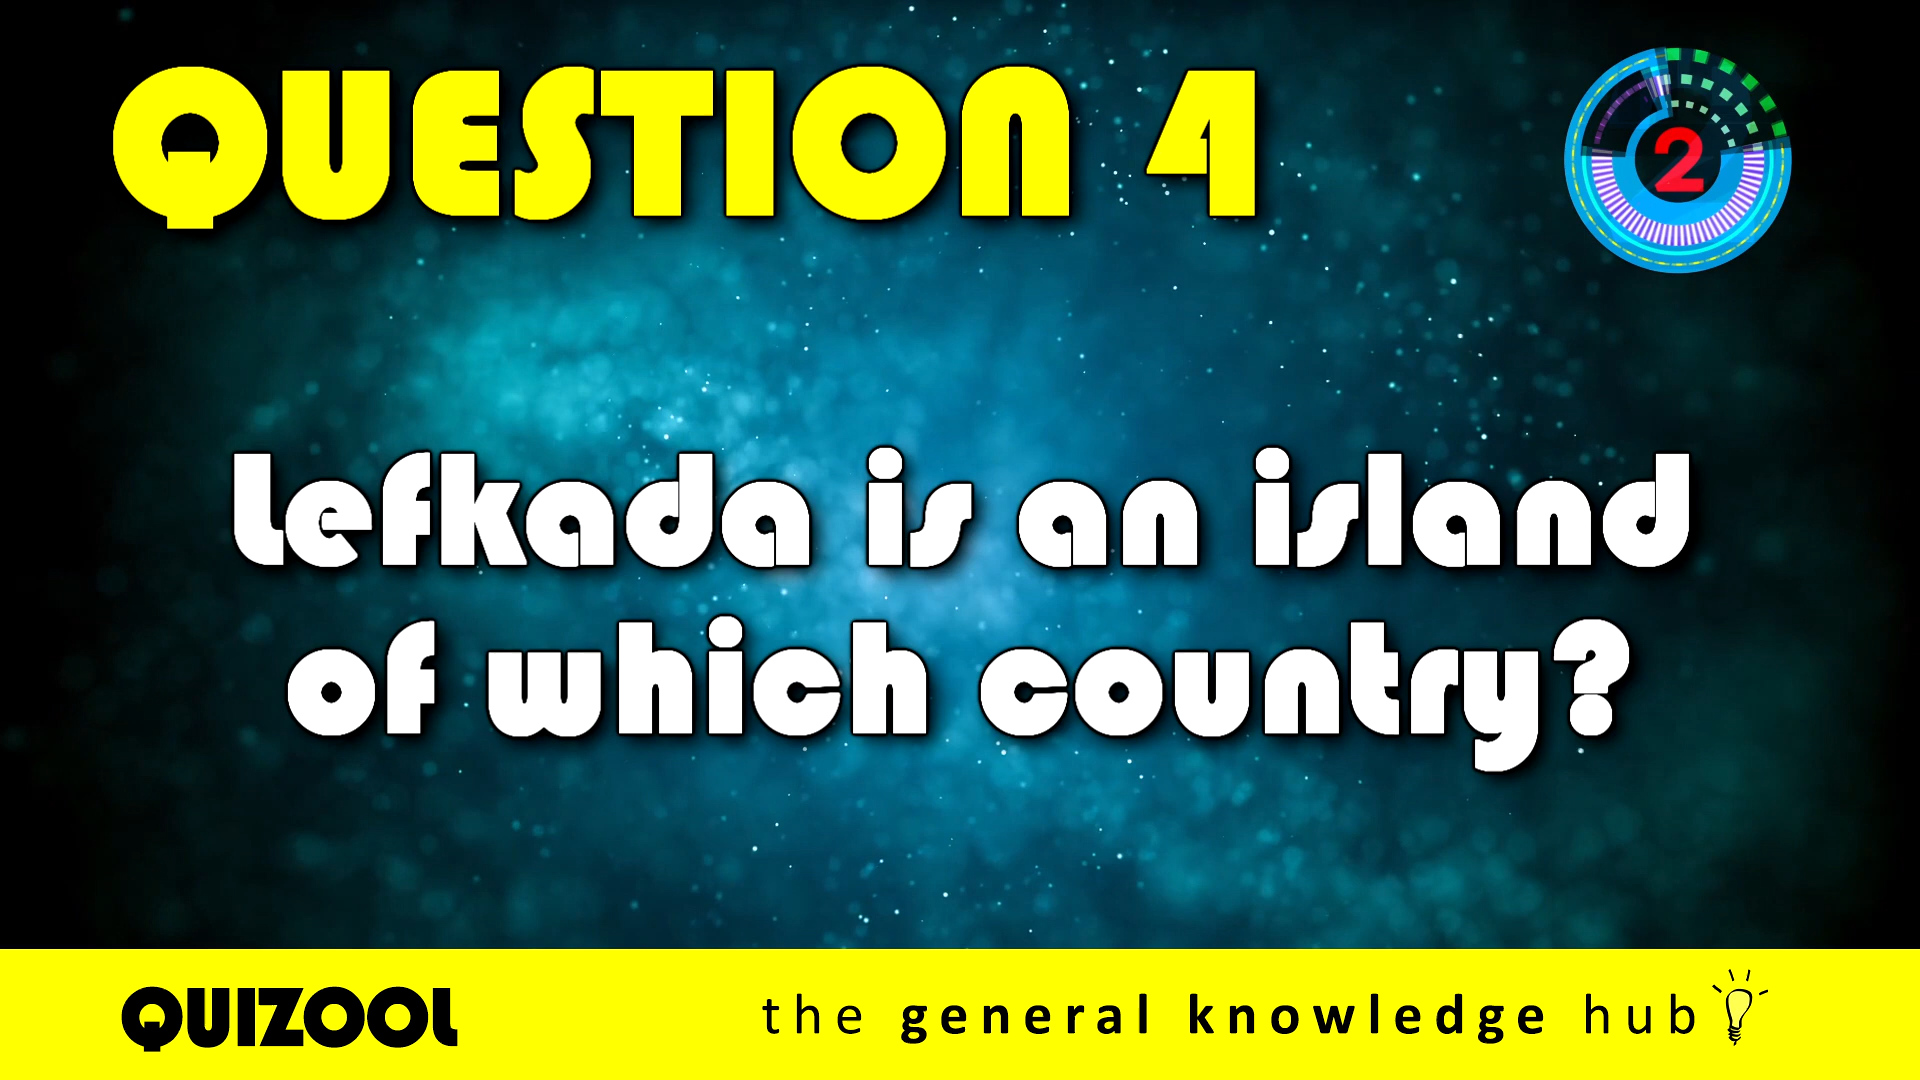 QUESTION 4
2
Lefkada is an island
of which country?
QUIZOOL
the general knowledge hub